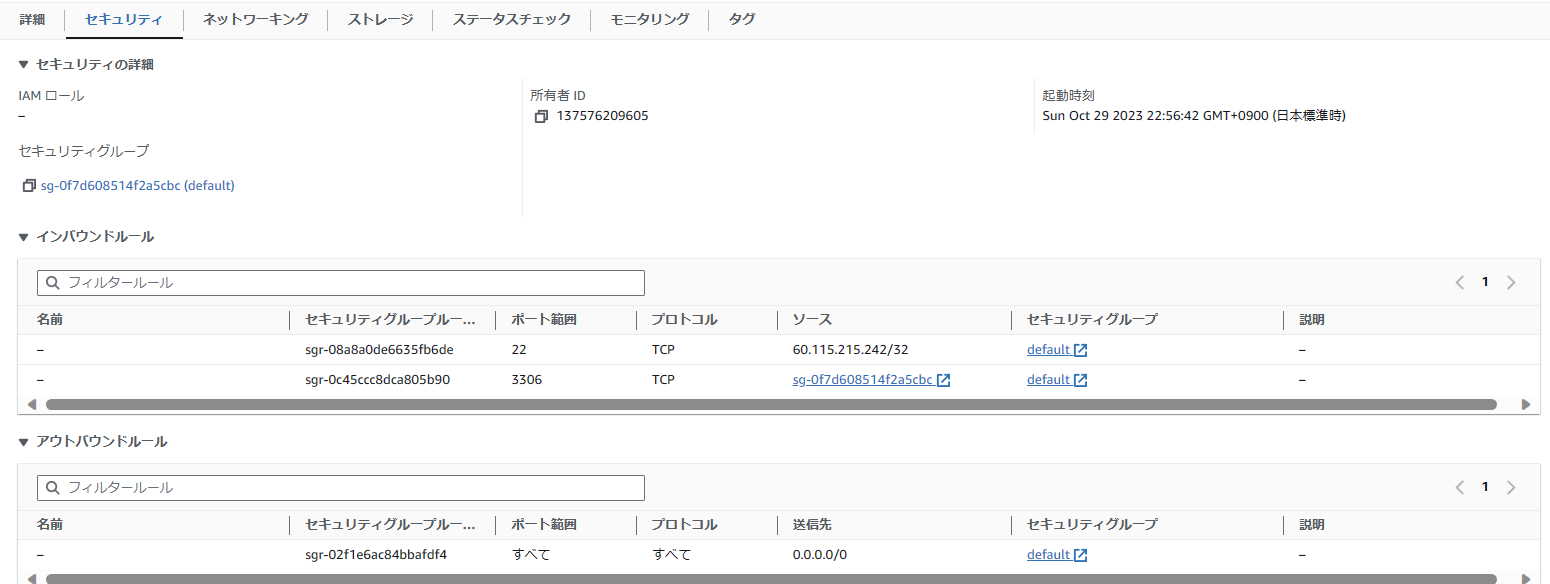 詳細 セキュリティ ネットワーキング ストレージ ステータスチェック モニタリング タグ
▼ セキュリティの詳細
IAM ロール 所有者 ID 起動時刻
– 137576209605 Sun Oct 29 2023 22:56:42 GMT+0900 (日本標準時)
セキュリティグループ
sg-0f7d608514f2a5cbc (default)
▼ インバウンドルール
フィルタールール 1
名前 セキュリティグループルー... ポート範囲 プロトコル ソース セキュリティグループ 説明
– sgr-08a8a0de6635fb6de 22 TCP 60.115.215.242/32 default –
– sgr-0c45ccc8dca805b90 3306 TCP sg-0f7d608514f2a5cbc default –
▼ アウトバウンドルール
フィルタールール 1
名前 セキュリティグループルー... ポート範囲 プロトコル 送信先 セキュリティグループ 説明
– sgr-02f1e6ac84bbafdf4 すべて すべて 0.0.0.0/0 default –